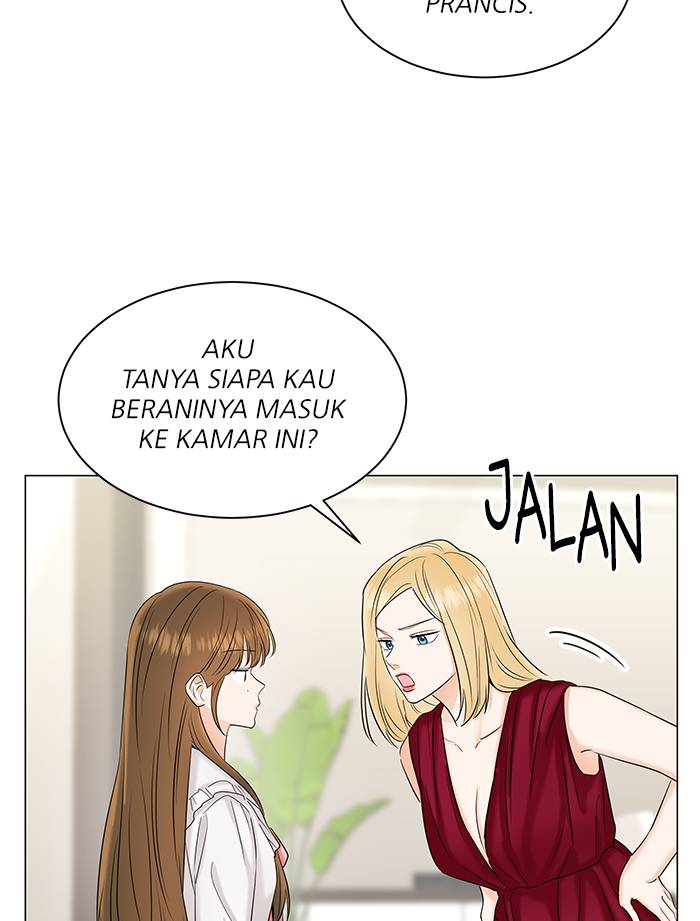 PRANCIS.
AKU
TANYA SIAPA KAU
BERANINYA MASUK
KE KAMAR INI?
JALAN